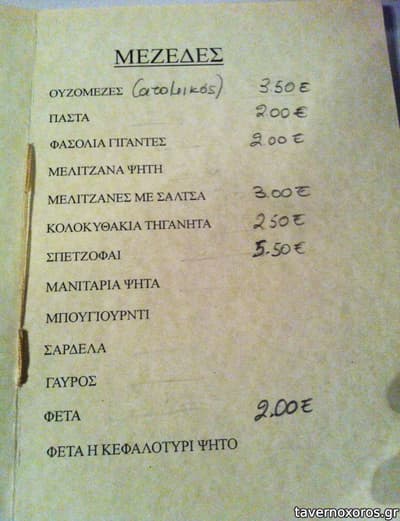 ΜΕΖΕΔΕΣ
ΟΥΖΟΜΕΖΕΣ (ατομικός) 3.50€
ΠΑΣΤΑ 2.00€
ΦΑΣΟΛΙΑ ΓΙΓΑΝΤΕΣ 2.00€
ΜΕΛΙΤΖΑΝΑ ΨΗΤΗ
ΜΕΛΙΤΖΑΝΕΣ ΜΕ ΣΑΛΤΣΑ 3.00€
ΚΟΛΟΚΥΘΑΚΙΑ ΤΗΓΑΝΗΤΑ 2.50€
ΣΠΕΤΖΟΦΑΙ 5.50€
ΜΑΝΙΤΑΡΙΑ ΨΗΤΑ
ΜΠΟΥΓΙΟΥΡΝΤΙ
ΣΑΡΔΕΛΑ
ΓΑΥΡΟΣ
ΦΕΤΑ 2.00€
ΦΕΤΑ Η ΚΕΦΑΛΟΤΥΡΙ ΨΗΤΟ
tavernoxoros.gr